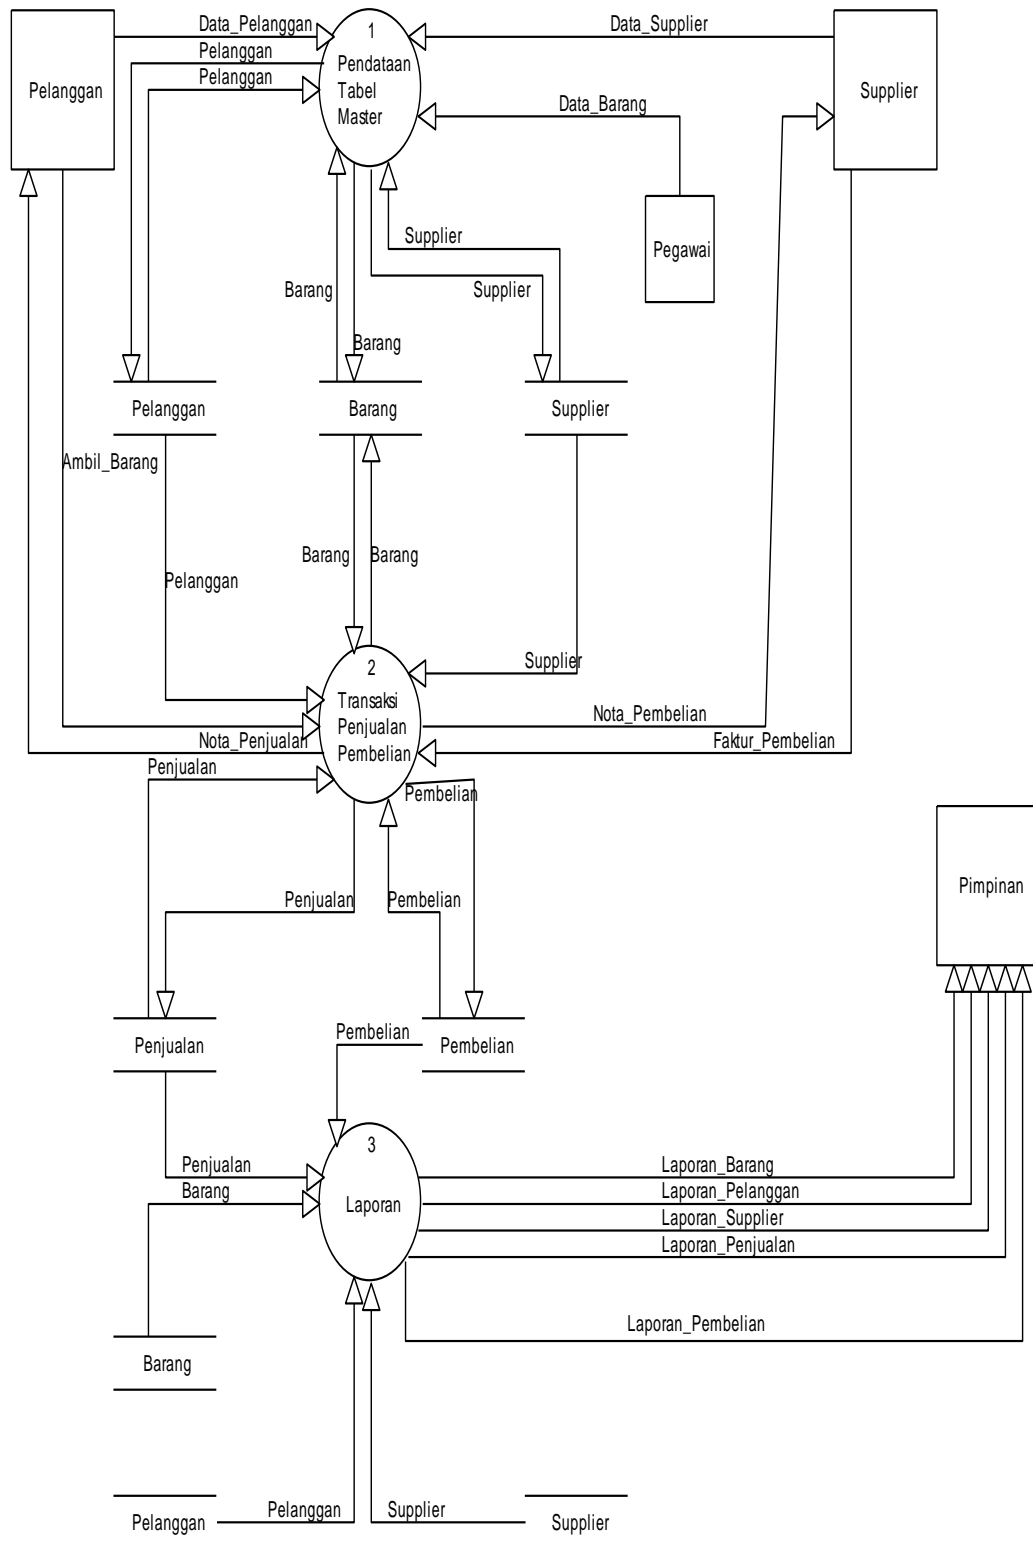 Data_Pelanggan
Data_Supplier
1
Pendataan
Tabel
Master
Pelanggan
Pelanggan
Pelanggan
Supplier
Data_Barang
Pegawai
Supplier
Supplier
Barang
Barang
Pelanggan
Barang
Supplier
Ambil_Barang
Barang
Barang
Pelanggan
Supplier
2
Transaksi
Penjualan
Pembelian
Nota_Pembelian
Nota_Penjualan
Faktur_Pembelian
Penjualan
Pembelian
Pimpinan
Penjualan
Pembelian
Pembelian
Penjualan
Pembelian
3
Laporan
Penjualan
Barang
Laporan_Barang
Laporan_Pelanggan
Laporan_Supplier
Laporan_Penjualan
Laporan_Pembelian
Barang
Pelanggan
Supplier
Pelanggan
Supplier